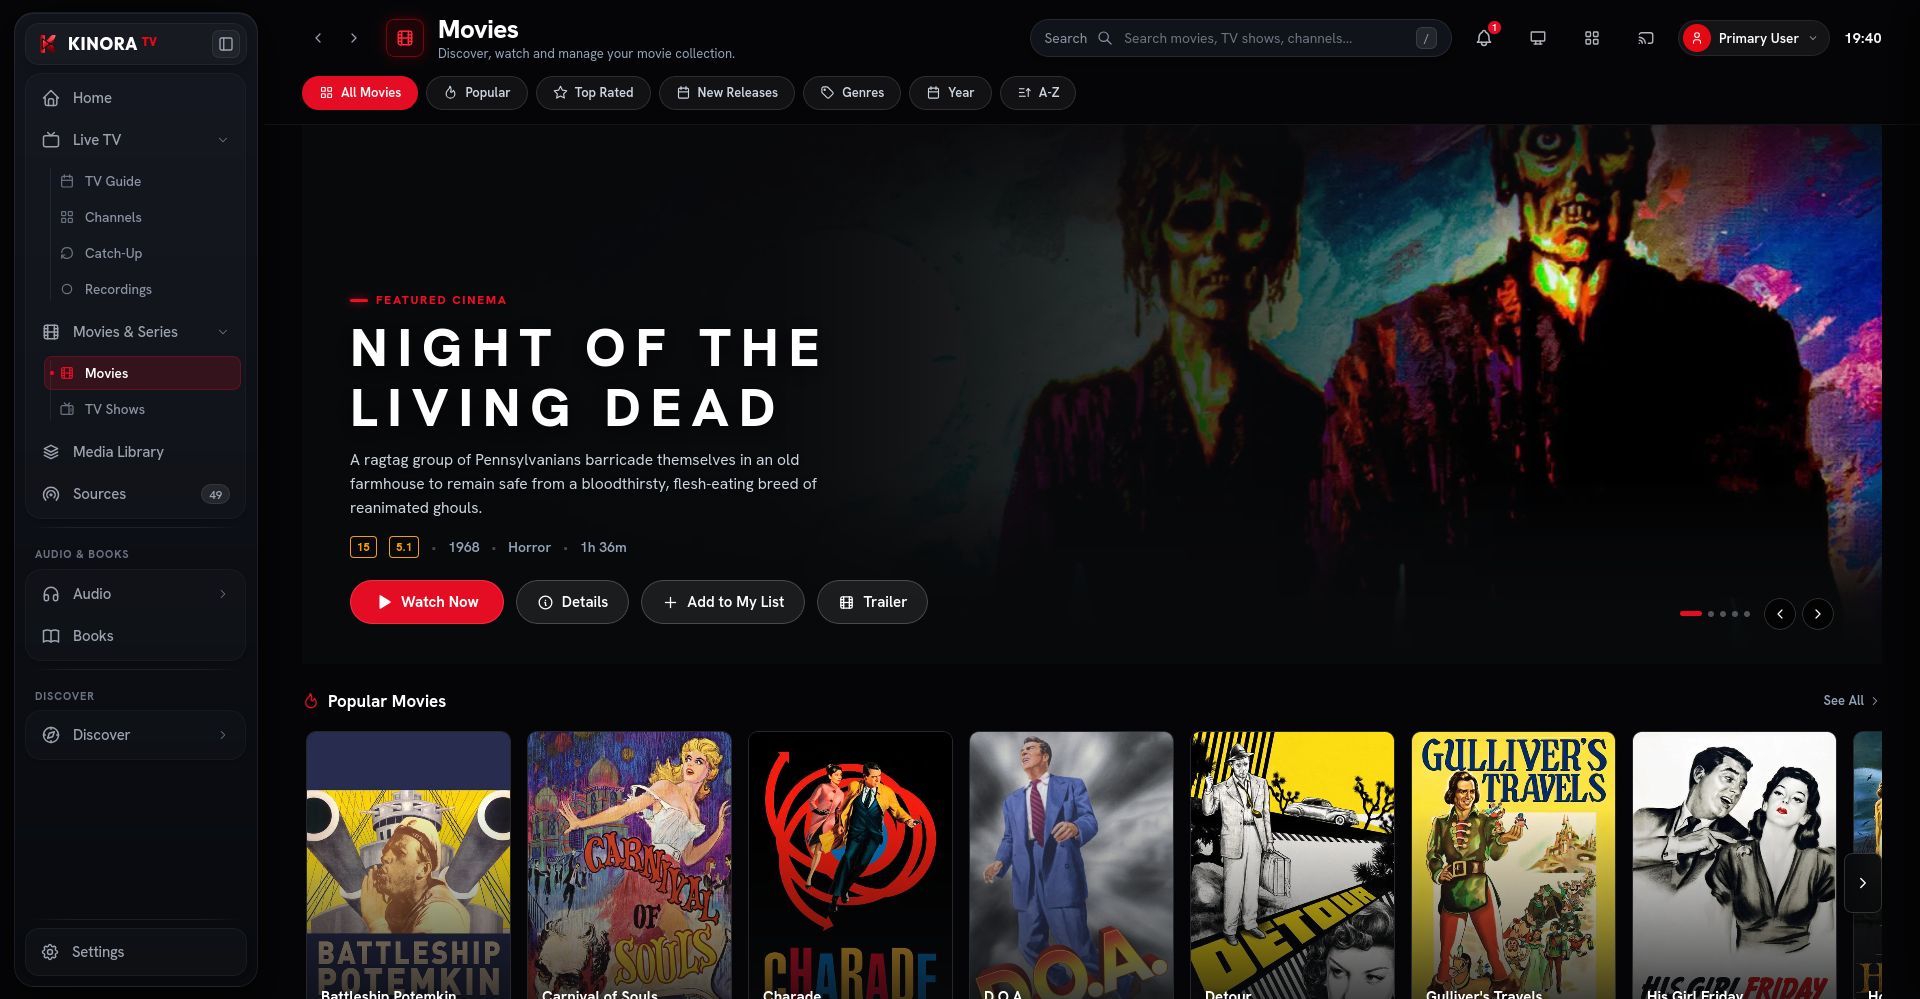 KINORA TV
Home
Live TV
TV Guide
Channels
Catch-Up
Recordings
Movies & Series
Movies
TV Shows
Media Library
Sources
49
AUDIO & BOOKS
Audio
Books
DISCOVER
Discover
Settings
Movies
Discover, watch and manage your movie collection.
Search
Search movies, TV shows, channels...
/
1
Primary User
19:40
All Movies
Popular
Top Rated
New Releases
Genres
Year
A-Z
FEATURED CINEMA
NIGHT OF THE
LIVING DEAD
A ragtag group of Pennsylvanians barricade themselves in an old
farmhouse to remain safe from a bloodthirsty, flesh-eating breed of
reanimated ghouls.
15 5.1 • 1968 • Horror • 1h 36m
Watch Now
Details
Add to My List
Trailer
Popular Movies
See All
BATTLESHIP
POTEMKIN
Battleship Potemkin
CARNIVAL
OF
SOULS
Carnival of Souls
CHARADE
Charade
D.O.A.
D.O.A.
DETOUR
Detour
GULLIVER'S
TRAVELS
Gulliver's Travels
HIS GIRL FRIDAY
His Girl Friday